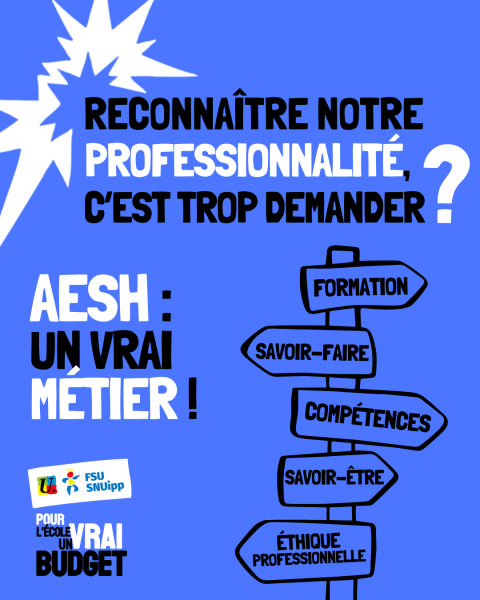 RECONNAÎTRE NOTRE
PROFESSIONNALITÉ,
C'EST TROP DEMANDER ?
AESH :
UN VRAI
MÉTIER !
FORMATION
SAVOIR-FAIRE
COMPÉTENCES
SAVOIR-ÊTRE
ÉTHIQUE
PROFESSIONNELLE
FSU
SNUipp
POUR
L'ÉCOLE
UN VRAI
BUDGET